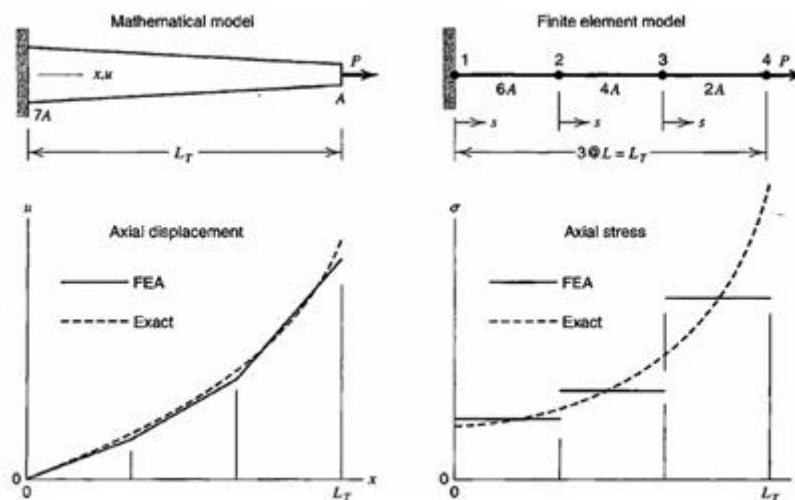 Mathematical model
Finite element model
P
x,u
7A
A
L_T
1 2 3 4 P
6A 4A 2A
s s s
3@L = L_T
u
Axial displacement
FEA
Exact
0
0 L_T x
σ
Axial stress
FEA
Exact
0
0 L_T